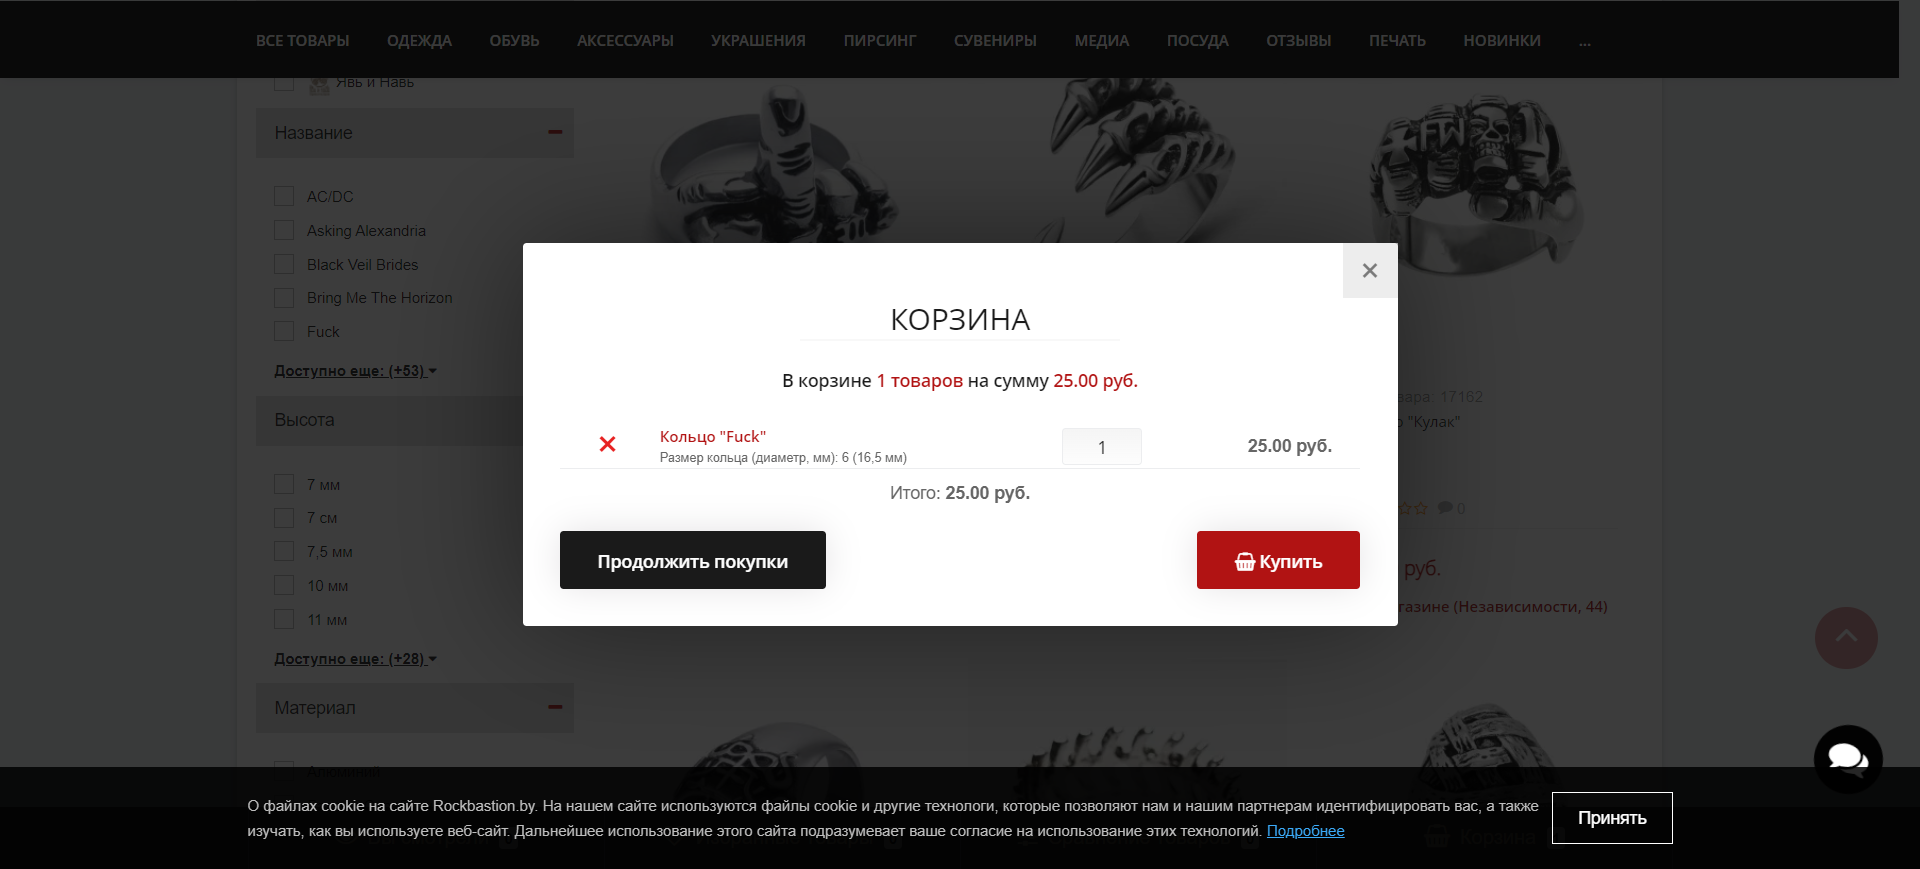 ВСЕ ТОВАРЫ ОДЕЖДА ОБУВЬ АКСЕССУАРЫ УКРАШЕНИЯ ПИРСИНГ СУВЕНИРЫ МЕДИА ПОСУДА ОТЗЫВЫ ПЕЧАТЬ НОВИНКИ ...
Явь и Навь
Название
AC/DC
Asking Alexandria
Black Veil Brides
Bring Me The Horizon
Fuck
Доступно еще: (+53)
Высота
7 мм
7 см
7,5 мм
10 мм
11 мм
Доступно еще: (+28)
Материал
Алюминий
FW
КОРЗИНА
В корзине 1 товаров на сумму 25.00 руб.
Кольцо "Fuck"
Размер кольца (диаметр, мм): 6 (16,5 мм)
1
25.00 руб.
Итого: 25.00 руб.
Продолжить покупки
Купить
17162
"Кулак"
0
руб.
(Независимости, 44)
О файлах cookie на сайте Rockbastion.by. На нашем сайте используются файлы cookie и другие технологи, которые позволяют нам и нашим партнерам идентифицировать вас, а также
изучать, как вы используете веб-сайт. Дальнейшее использование этого сайта подразумевает ваше согласие на использование этих технологий. Подробнее
Принять
Корзина